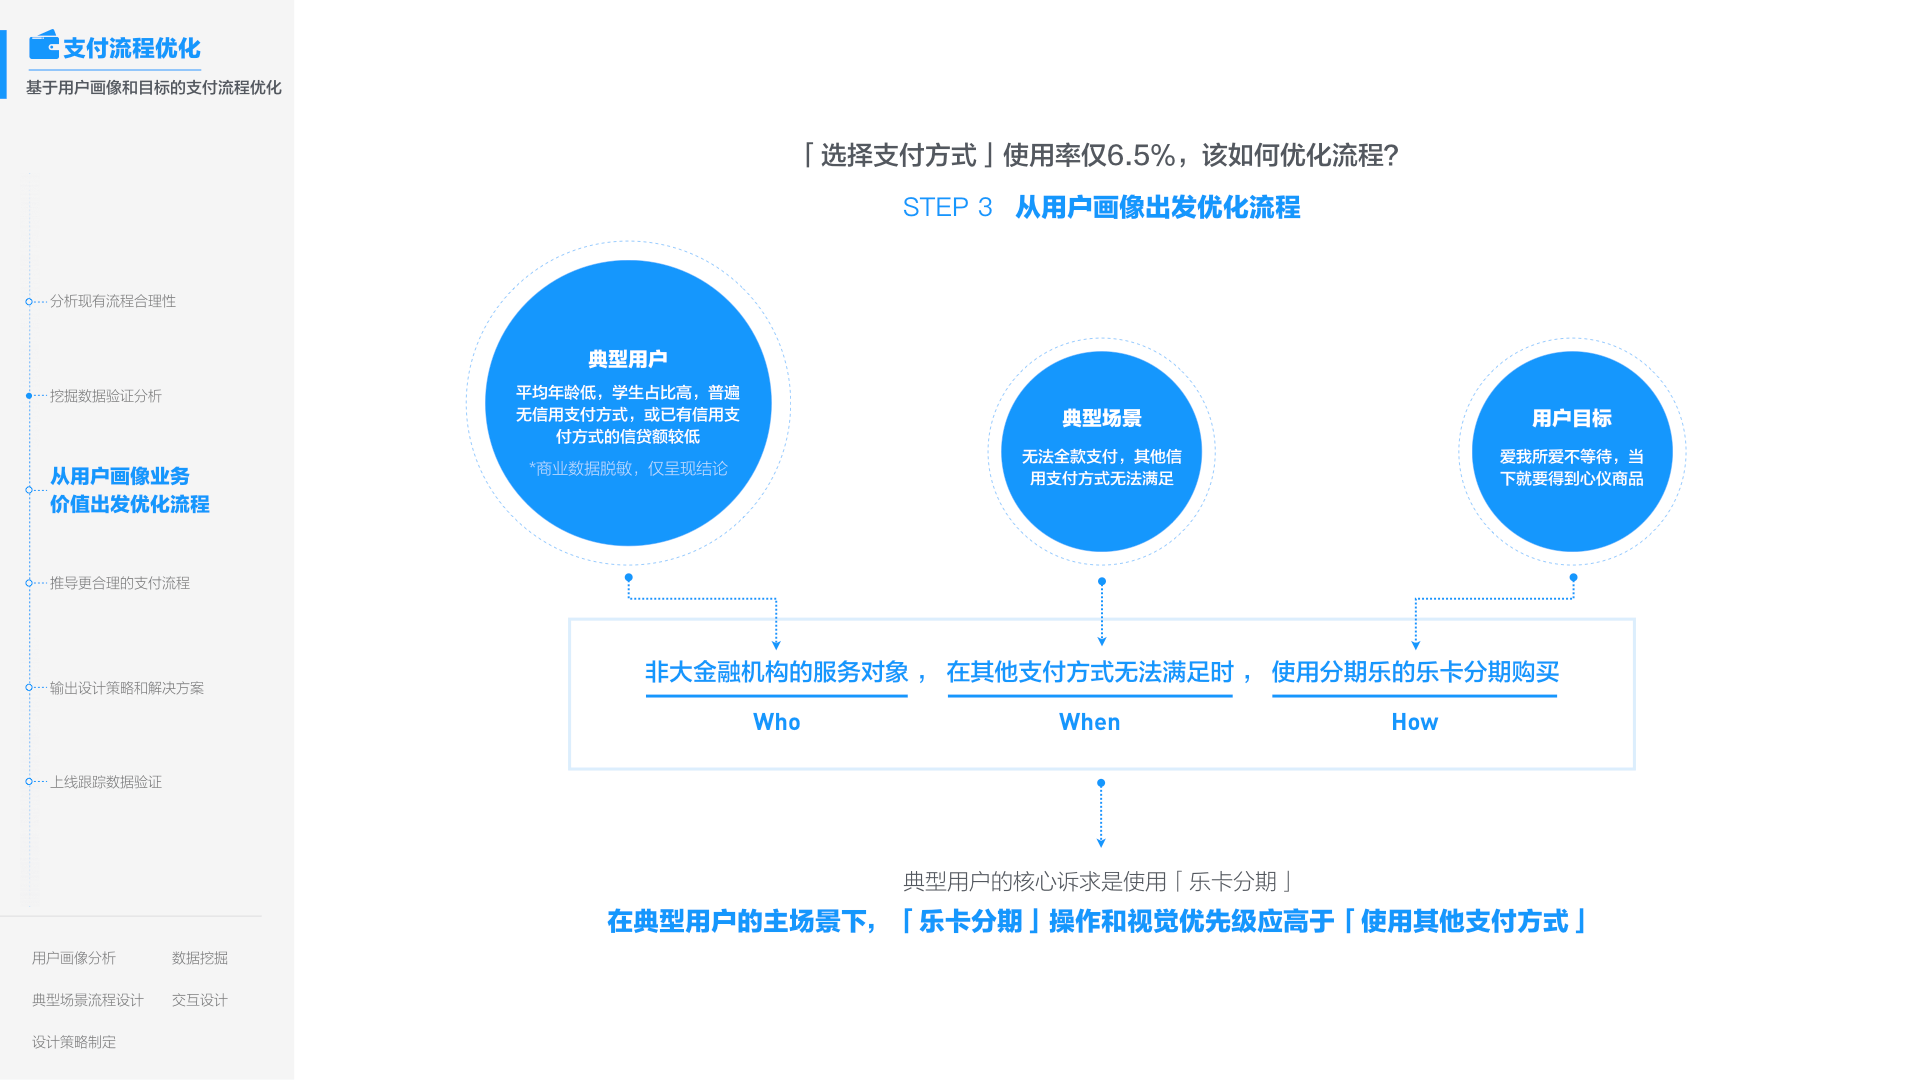 支付流程优化
基于用户画像和目标的支付流程优化
分析现有流程合理性
挖掘数据验证分析
从用户画像业务
价值出发优化流程
推导更合理的支付流程
输出设计策略和解决方案
上线跟踪数据验证
用户画像分析
数据挖掘
典型场景流程设计
交互设计
设计策略制定
「选择支付方式」使用率仅6.5%，该如何优化流程?
STEP 3 从用户画像出发优化流程
典型用户
平均年龄低，学生占比高，普遍
无信用支付方式，或已有信用支
付方式的信贷额较低
*商业数据脱敏，仅呈现结论
典型场景
无法全款支付，其他信
用支付方式无法满足
用户目标
爱我所爱不等待，当
下就要得到心仪商品
非大金融机构的服务对象，在其他支付方式无法满足时，使用分期乐的乐卡分期购买
Who
When
How
典型用户的核心诉求是使用「乐卡分期」
在典型用户的主场景下，「乐卡分期」操作和视觉优先级应高于「使用其他支付方式」